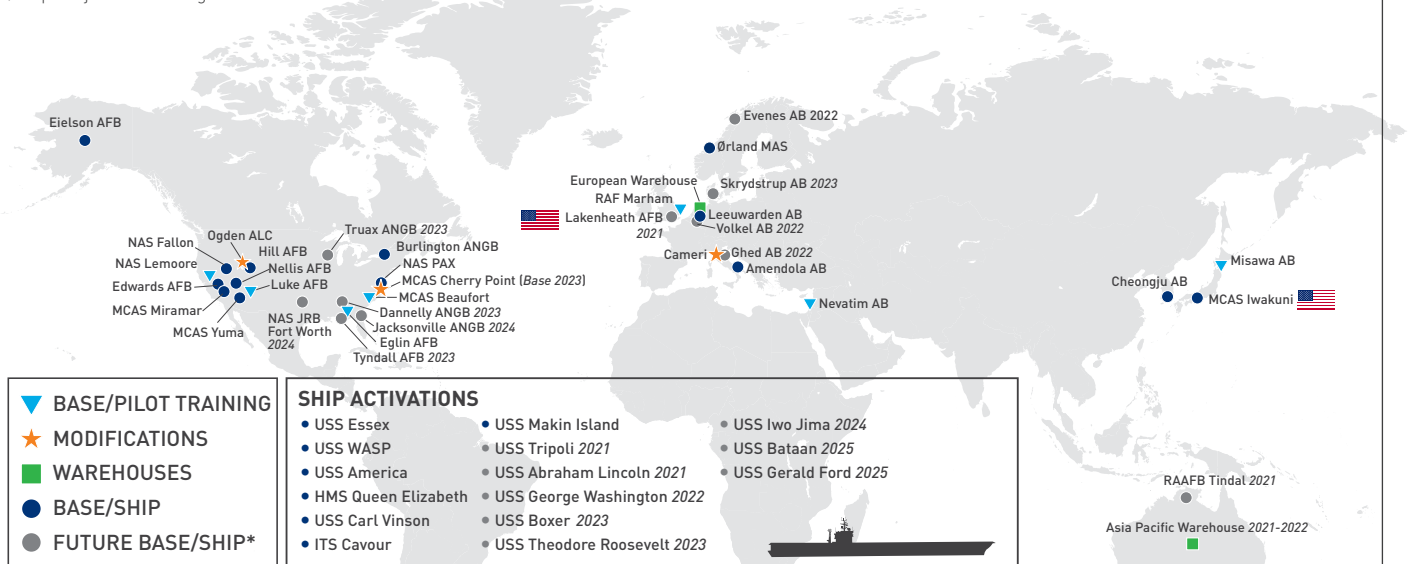 Eielson AFB
NAS Fallon
Ogden ALC
Hill AFB
NAS Lemoore
Nellis AFB
Edwards AFB
Luke AFB
MCAS Miramar
MCAS Yuma
NAS JRB
Fort Worth
2024
Truax ANGB 2023
Burlington ANGB
NAS PAX
MCAS Cherry Point (Base 2023)
MCAS Beaufort
Dannelly ANGB 2023
Jacksonville ANGB 2024
Eglin AFB
Tyndall AFB 2023
Evenes AB 2022
Ørland MAS
European Warehouse
Skrydstrup AB 2023
RAF Marham
Lakenheath AFB
2021
Leeuwarden AB
Volkel AB 2022
Cameri
Ghed AB 2022
Amendola AB
Nevatim AB
Misawa AB
Cheongju AB
MCAS Iwakuni
RAAFB Tindal 2021
Asia Pacific Warehouse 2021-2022
BASE/PILOT TRAINING
MODIFICATIONS
WAREHOUSES
BASE/SHIP
FUTURE BASE/SHIP*
SHIP ACTIVATIONS
• USS Essex
• USS WASP
• USS America
• HMS Queen Elizabeth
• USS Carl Vinson
• ITS Cavour
• USS Makin Island
• USS Tripoli 2021
• USS Abraham Lincoln 2021
• USS George Washington 2022
• USS Boxer 2023
• USS Theodore Roosevelt 2023
• USS Iwo Jima 2024
• USS Bataan 2025
• USS Gerald Ford 2025